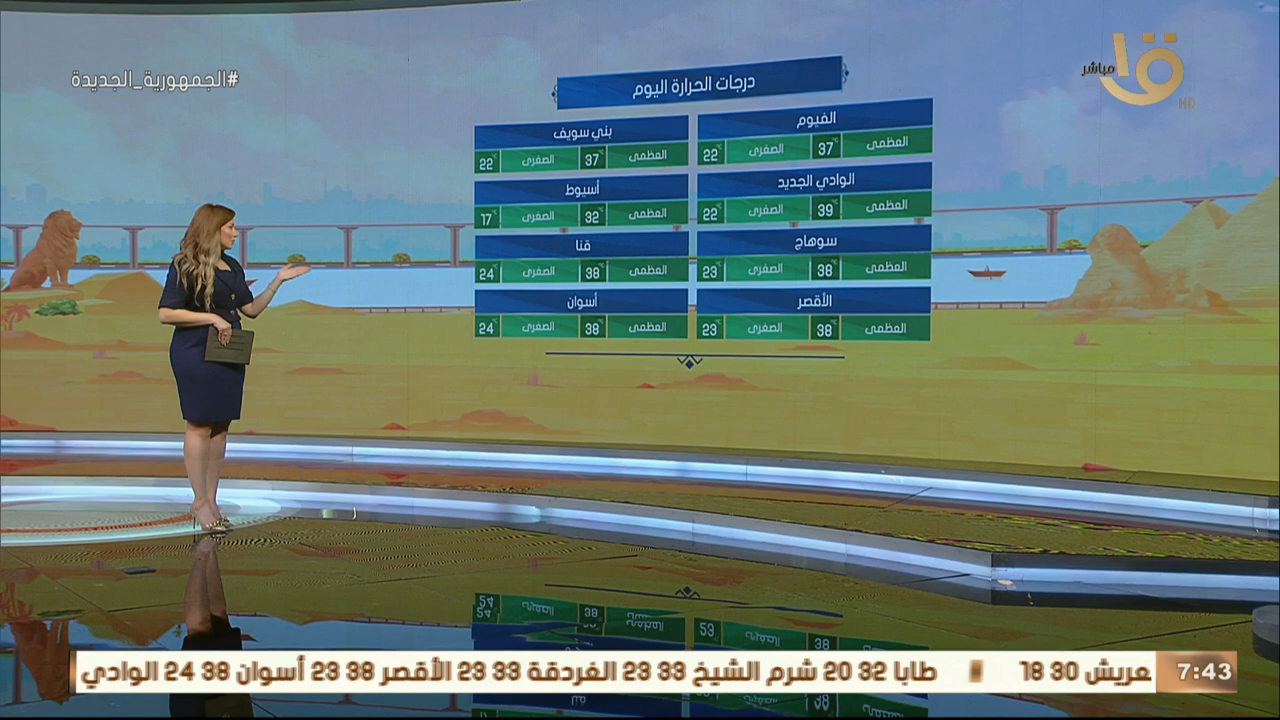 #الجمهورية_الجديدة
مباشر
HD
درجات الحرارة اليوم
الفيوم
العظمى 37°c الصغرى 22°c
بني سويف
العظمى 37°c الصغرى 22°c
الوادي الجديد
العظمى 39°c الصغرى 22°c
أسيوط
العظمى 32°c الصغرى 17°c
سوهاج
العظمى 38°c الصغرى 23°c
قنا
العظمى 38°c الصغرى 24°c
الأقصر
العظمى 38°c الصغرى 23°c
أسوان
العظمى 38°c الصغرى 24°c
7:43 عريش 30 18 طابا 32 20 شرم الشيخ 33 23 الغردقة 33 23 الأقصر 38 23 أسوان 38 24 الوادي